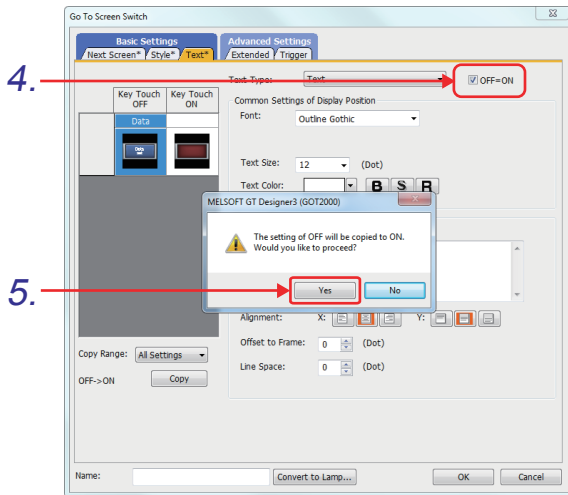 Go To Screen Switch
Basic Settings
Advanced Settings
Next Screen* Style* Text* Extended Trigger
4.
Text Type: Text OFF=ON
Key Touch OFF
Key Touch ON
Data
Common Settings of Display Position
Font: Outline Gothic
Text Size: 12 (Dot)
Text Color: B S R
MELSOFT GT Designer3 (GOT2000)
The setting of OFF will be copied to ON.
Would you like to proceed?
5.
Yes No
Alignment: X: Y:
Offset to Frame: 0 (Dot)
Copy Range: All Settings
Line Space: 0 (Dot)
OFF->ON Copy
Name: Convert to Lamp... OK Cancel